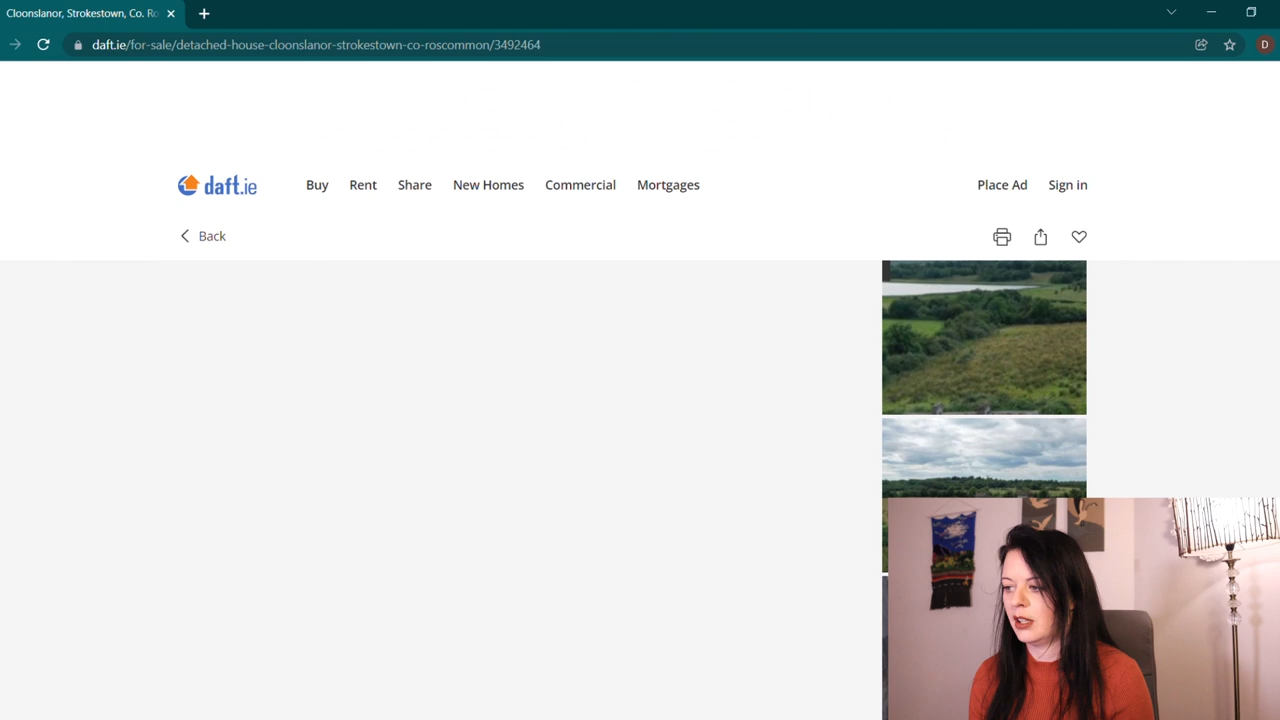 Cloonslanor, Strokestown, Co. Ro
daft.ie/for-sale/detached-house-cloonslanor-strokestown-co-roscommon/3492464
D
daft.ie Buy Rent Share New Homes Commercial Mortgages Place Ad Sign in
Back